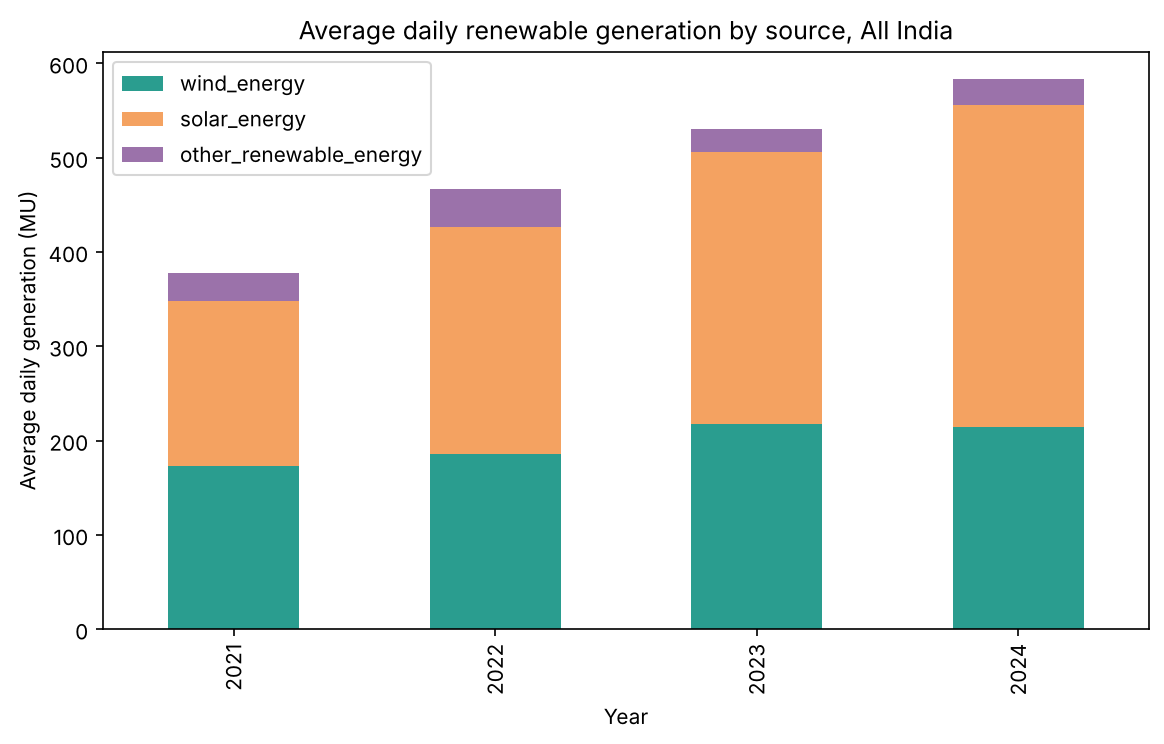 Average daily renewable generation by source, All India
wind_energy
solar_energy
other_renewable_energy
Average daily generation (MU)
600
500
400
300
200
100
0
2021
2022
2023
2024
Year